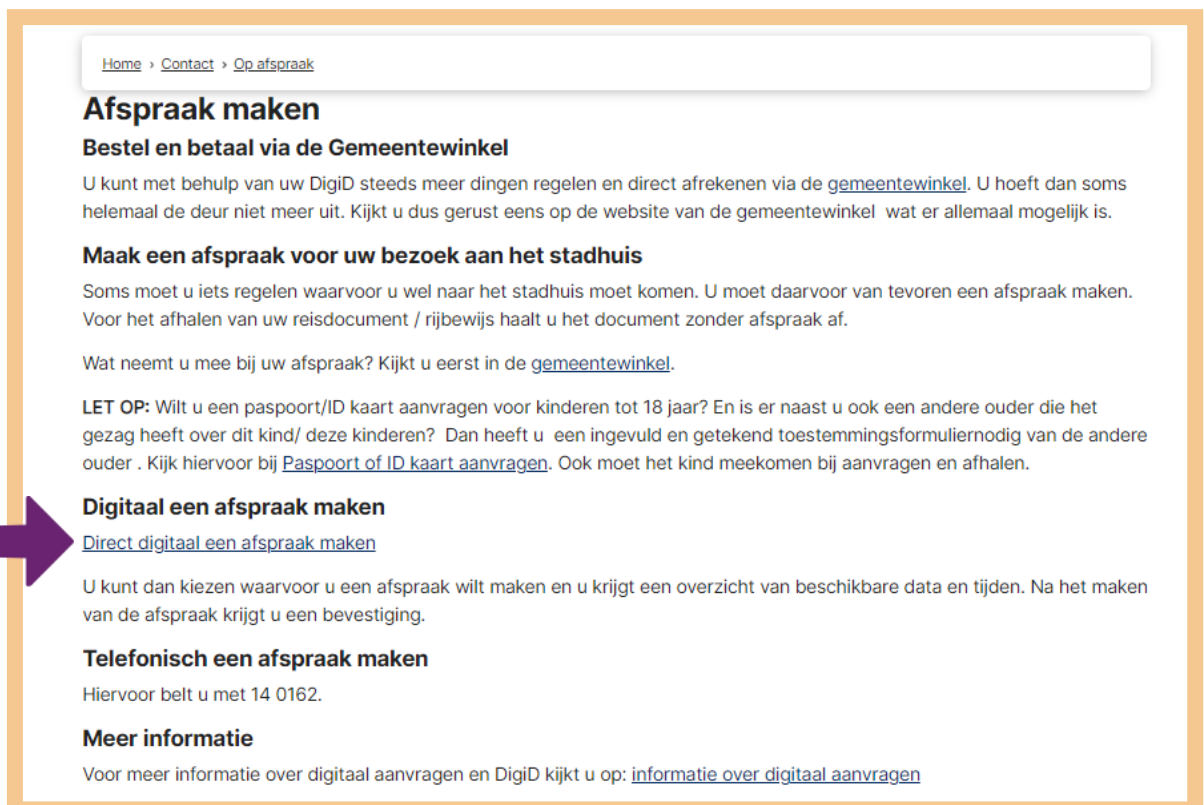 Home › Contact › Op afspraak
Afspraak maken
Bestel en betaal via de Gemeentewinkel
U kunt met behulp van uw DigiD steeds meer dingen regelen en direct afrekenen via de gemeentewinkel. U hoeft dan soms
helemaal de deur niet meer uit. Kijkt u dus gerust eens op de website van de gemeentewinkel  wat er allemaal mogelijk is.
Maak een afspraak voor uw bezoek aan het stadhuis
Soms moet u iets regelen waarvoor u wel naar het stadhuis moet komen. U moet daarvoor van tevoren een afspraak maken.
Voor het afhalen van uw reisdocument / rijbewijs haalt u het document zonder afspraak af.
Wat neemt u mee bij uw afspraak? Kijkt u eerst in de gemeentewinkel.
LET OP: Wilt u een paspoort/ID kaart aanvragen voor kinderen tot 18 jaar? En is er naast u ook een andere ouder die het
gezag heeft over dit kind/ deze kinderen?  Dan heeft u  een ingevuld en getekend toestemmingsformuliernodig van de andere
ouder . Kijk hiervoor bij Paspoort of ID kaart aanvragen. Ook moet het kind meekomen bij aanvragen en afhalen.
Digitaal een afspraak maken
Direct digitaal een afspraak maken
U kunt dan kiezen waarvoor u een afspraak wilt maken en u krijgt een overzicht van beschikbare data en tijden. Na het maken
van de afspraak krijgt u een bevestiging.
Telefonisch een afspraak maken
Hiervoor belt u met 14 0162.
Meer informatie
Voor meer informatie over digitaal aanvragen en DigiD kijkt u op: informatie over digitaal aanvragen